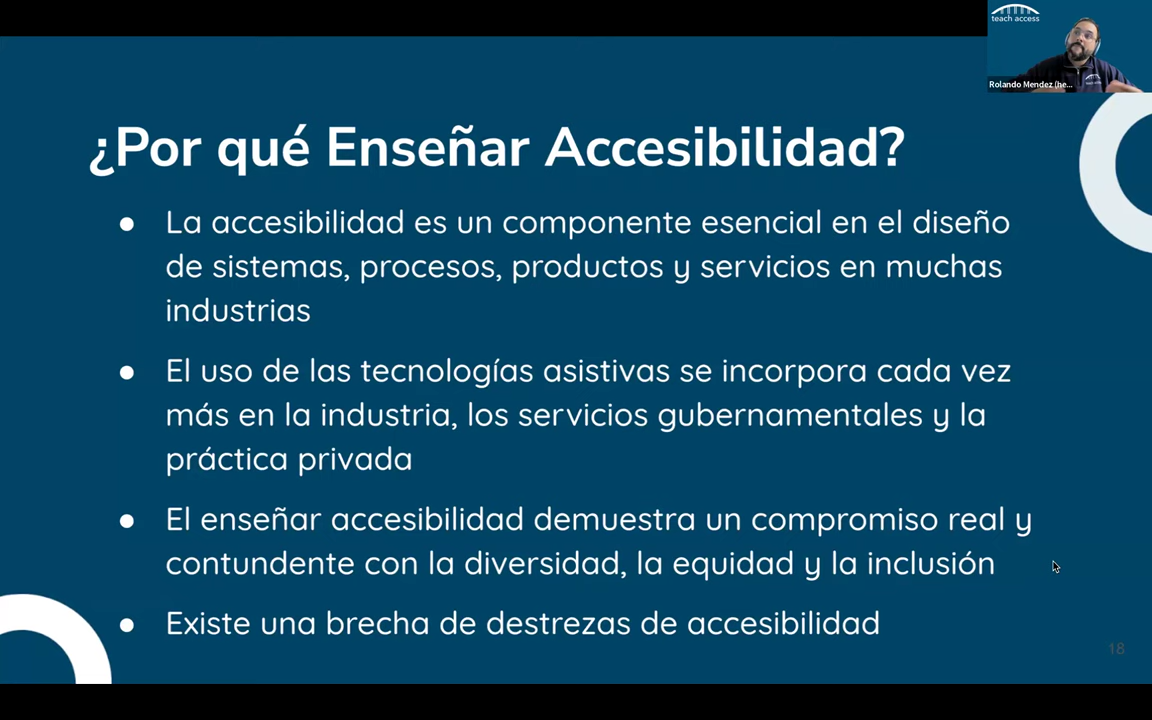 teach access
Rolando Mendez (he...
¿Por qué Enseñar Accesibilidad?
● La accesibilidad es un componente esencial en el diseño
de sistemas, procesos, productos y servicios en muchas
industrias
● El uso de las tecnologías asistivas se incorpora cada vez
más en la industria, los servicios gubernamentales y la
práctica privada
● El enseñar accesibilidad demuestra un compromiso real y
contundente con la diversidad, la equidad y la inclusión
● Existe una brecha de destrezas de accesibilidad
18